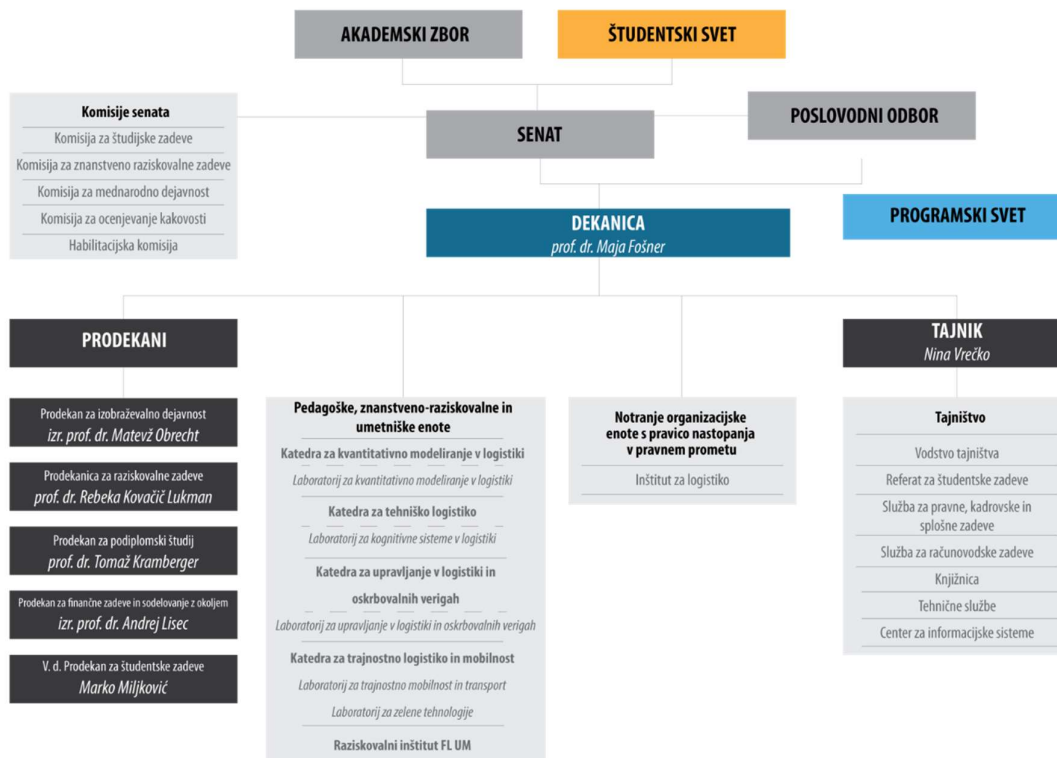 AKADEMSKI ZBOR
ŠTUDENTSKI SVET
Komisije senata
Komisija za študijske zadeve
Komisija za znanstveno raziskovalne zadeve
Komisija za mednarodno dejavnost
Komisija za ocenjevanje kakovosti
Habilitacijska komisija
SENAT
POSLOVODNI ODBOR
DEKANICA
prof. dr. Maja Fošner
PROGRAMSKI SVET
PRODEKANI
Prodekan za izobraževalno dejavnost
izr. prof. dr. Matevž Obrecht
Prodekanica za raziskovalne zadeve
prof. dr. Rebeka Kovačič Lukman
Prodekan za podiplomski študij
prof. dr. Tomaž Kramberger
Prodekan za finančne zadeve in sodelovanje z okoljem
izr. prof. dr. Andrej Lisec
V. d. Prodekan za študentske zadeve
Marko Miljković
Pedagoške, znanstveno-raziskovalne in
umetniške enote
Katedra za kvantitativno modeliranje v logistiki
Laboratorij za kvantitativno modeliranje v logistiki
Katedra za tehniško logistiko
Laboratorij za kognitivne sisteme v logistiki
Katedra za upravljanje v logistiki in
oskrbovalnih verigah
Laboratorij za upravljanje v logistiki in oskrbovalnih verigah
Katedra za trajnostno logistiko in mobilnost
Laboratorij za trajnostno mobilnost in transport
Laboratorij za zelene tehnologije
Raziskovalni inštitut FL UM
Notranje organizacijske
enote s pravico nastopanja
v pravnem prometu
Inštitut za logistiko
TAJNIK
Nina Vrečko
Tajništvo
Vodstvo tajništva
Referat za študentske zadeve
Služba za pravne, kadrovske in
splošne zadeve
Služba za računovodske zadeve
Knjižnica
Tehnične službe
Center za informacijske sisteme